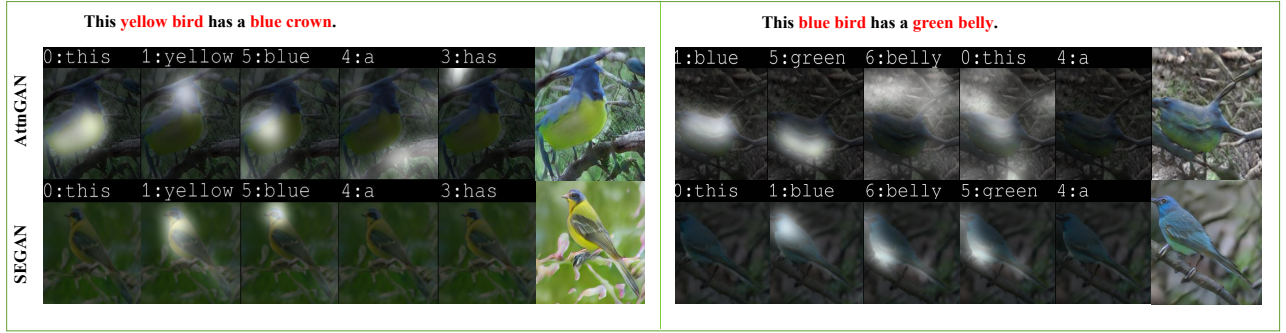 This yellow bird has a blue crown.
This blue bird has a green belly.
AttnGAN
0:this 1:yellow 5:blue 4:a 3:has
1:blue 5:green 6:belly 0:this 4:a
SEGAN
0:this 1:yellow 5:blue 4:a 3:has
0:this 1:blue 6:belly 5:green 4:a